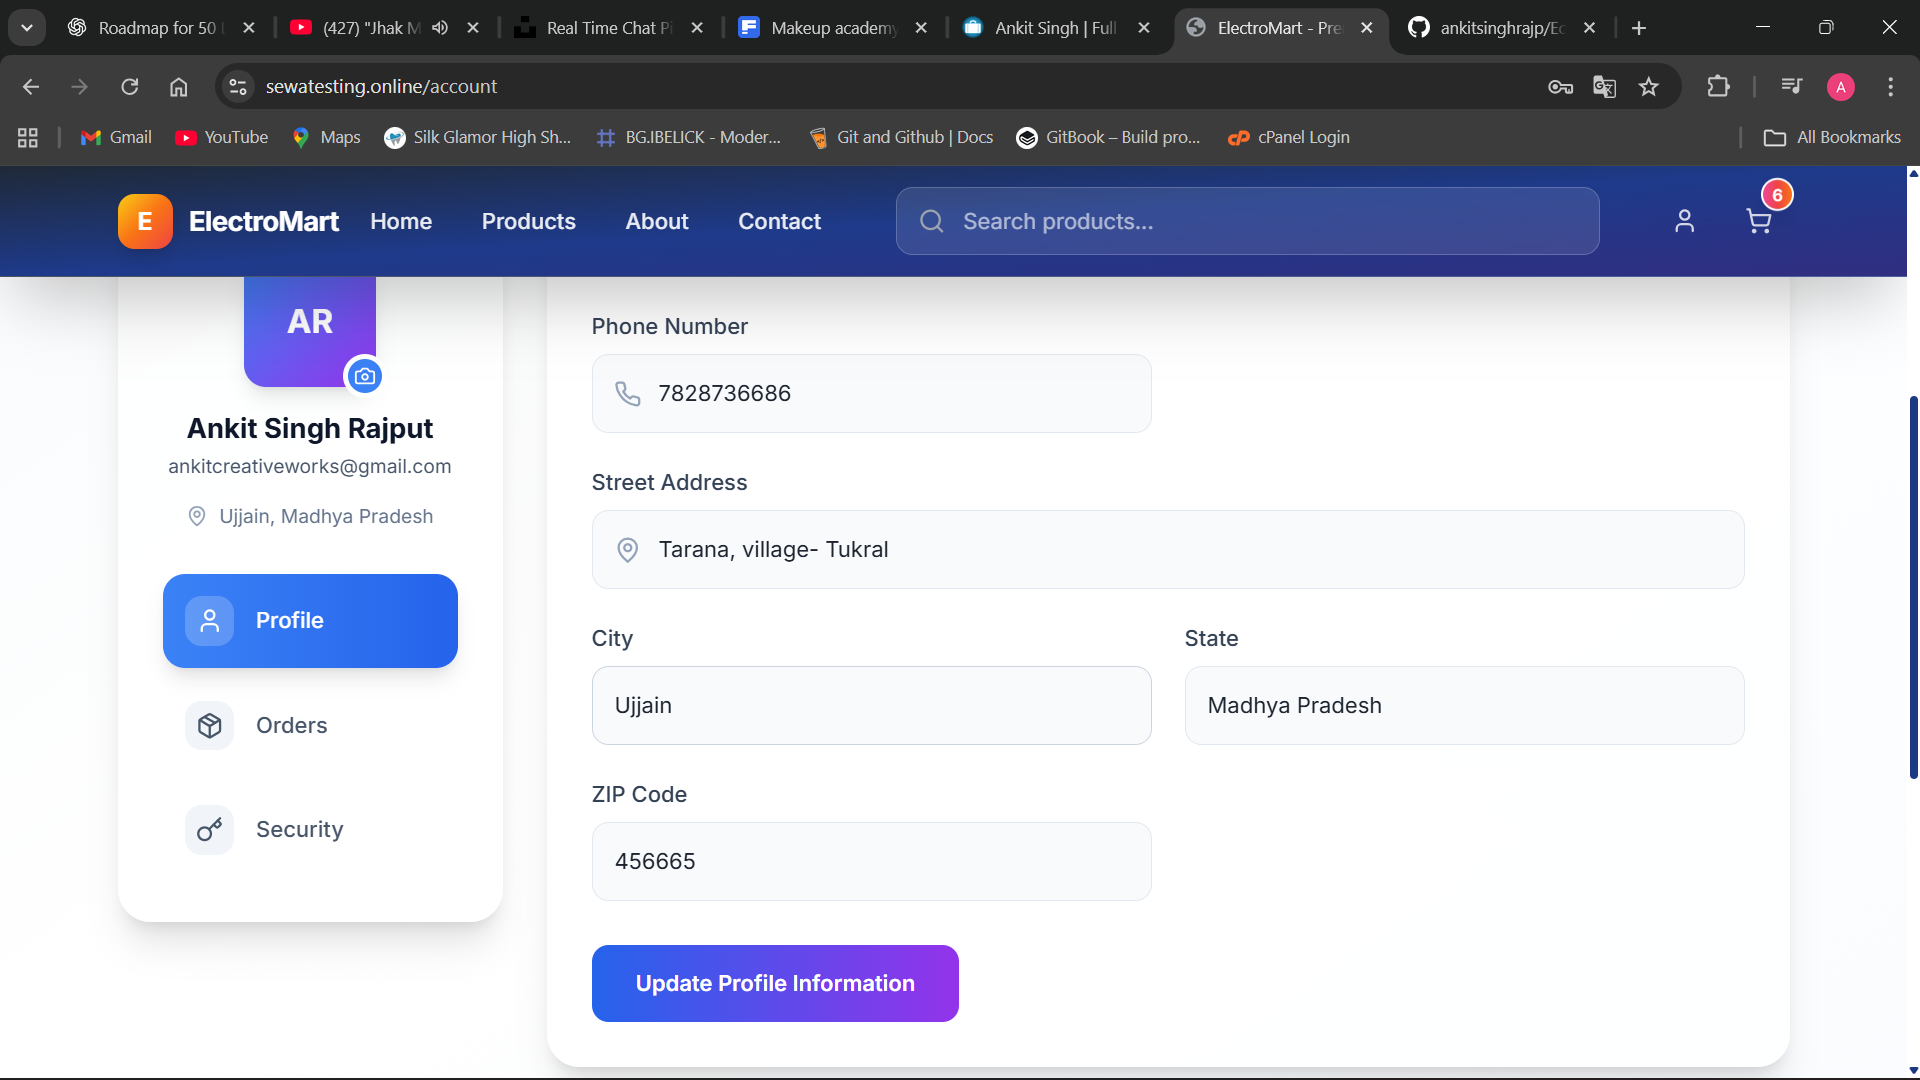 Roadmap for 50
(427) "Jhak M
Real Time Chat Pi
Makeup academy
Ankit Singh | Full
ElectroMart - Pre
ankitsinghrajp/Ec
sewatesting.online/account
A
Gmail
YouTube
Maps
Silk Glamor High Sh...
BG.IBELICK - Moder...
Git and Github | Docs
GitBook – Build pro...
cPanel Login
All Bookmarks
E
ElectroMart
Home
Products
About
Contact
Search products...
6
AR
Ankit Singh Rajput
ankitcreativeworks@gmail.com
Ujjain, Madhya Pradesh
Profile
Orders
Security
Phone Number
7828736686
Street Address
Tarana, village- Tukral
City
State
Ujjain
Madhya Pradesh
ZIP Code
456665
Update Profile Information